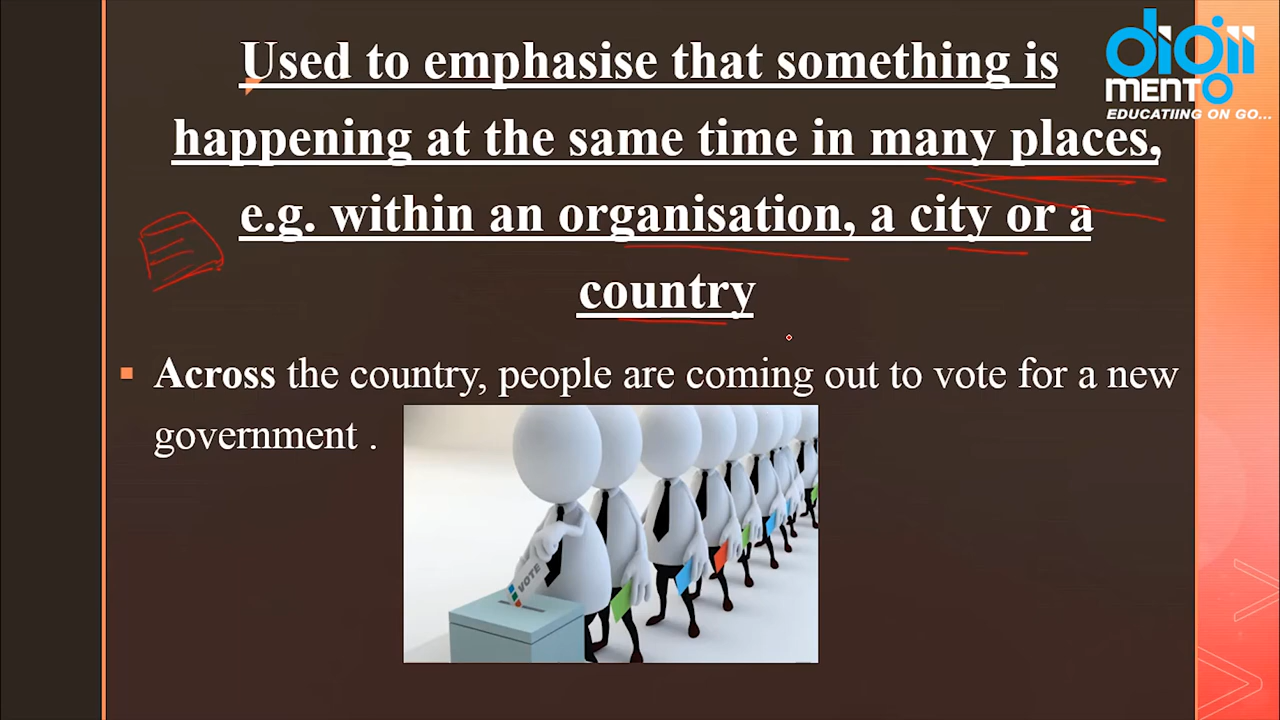 Used to emphasise that something is
happening at the same time in many places,
e.g. within an organisation, a city or a
country
Across the country, people are coming out to vote for a new
government .
VOTE
digii
MENTO
EDUCATIING ON GO...